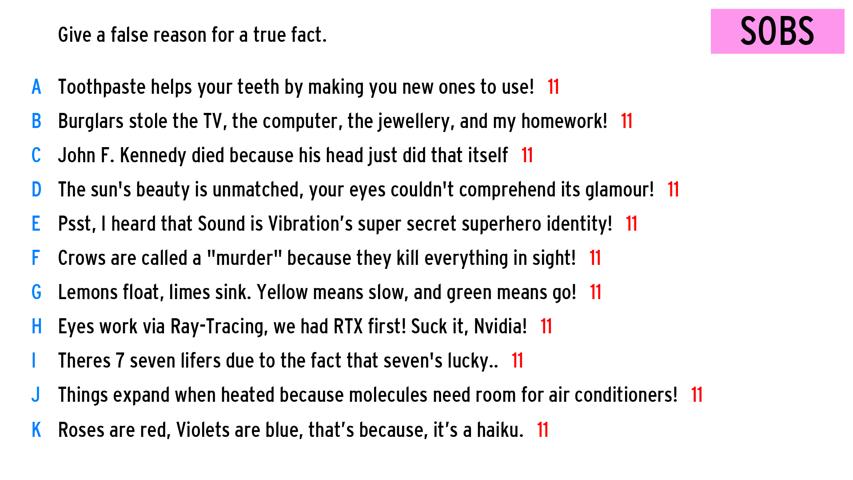 Give a false reason for a true fact.
SOBS
A Toothpaste helps your teeth by making you new ones to use! 11
B Burglars stole the TV, the computer, the jewellery, and my homework! 11
C John F. Kennedy died because his head just did that itself 11
D The sun's beauty is unmatched, your eyes couldn't comprehend its glamour! 11
E Psst, I heard that Sound is Vibration’s super secret superhero identity! 11
F Crows are called a "murder" because they kill everything in sight! 11
G Lemons float, limes sink. Yellow means slow, and green means go! 11
H Eyes work via Ray-Tracing, we had RTX first! Suck it, Nvidia! 11
I Theres 7 seven lifers due to the fact that seven's lucky.. 11
J Things expand when heated because molecules need room for air conditioners! 11
K Roses are red, Violets are blue, that’s because, it’s a haiku. 11